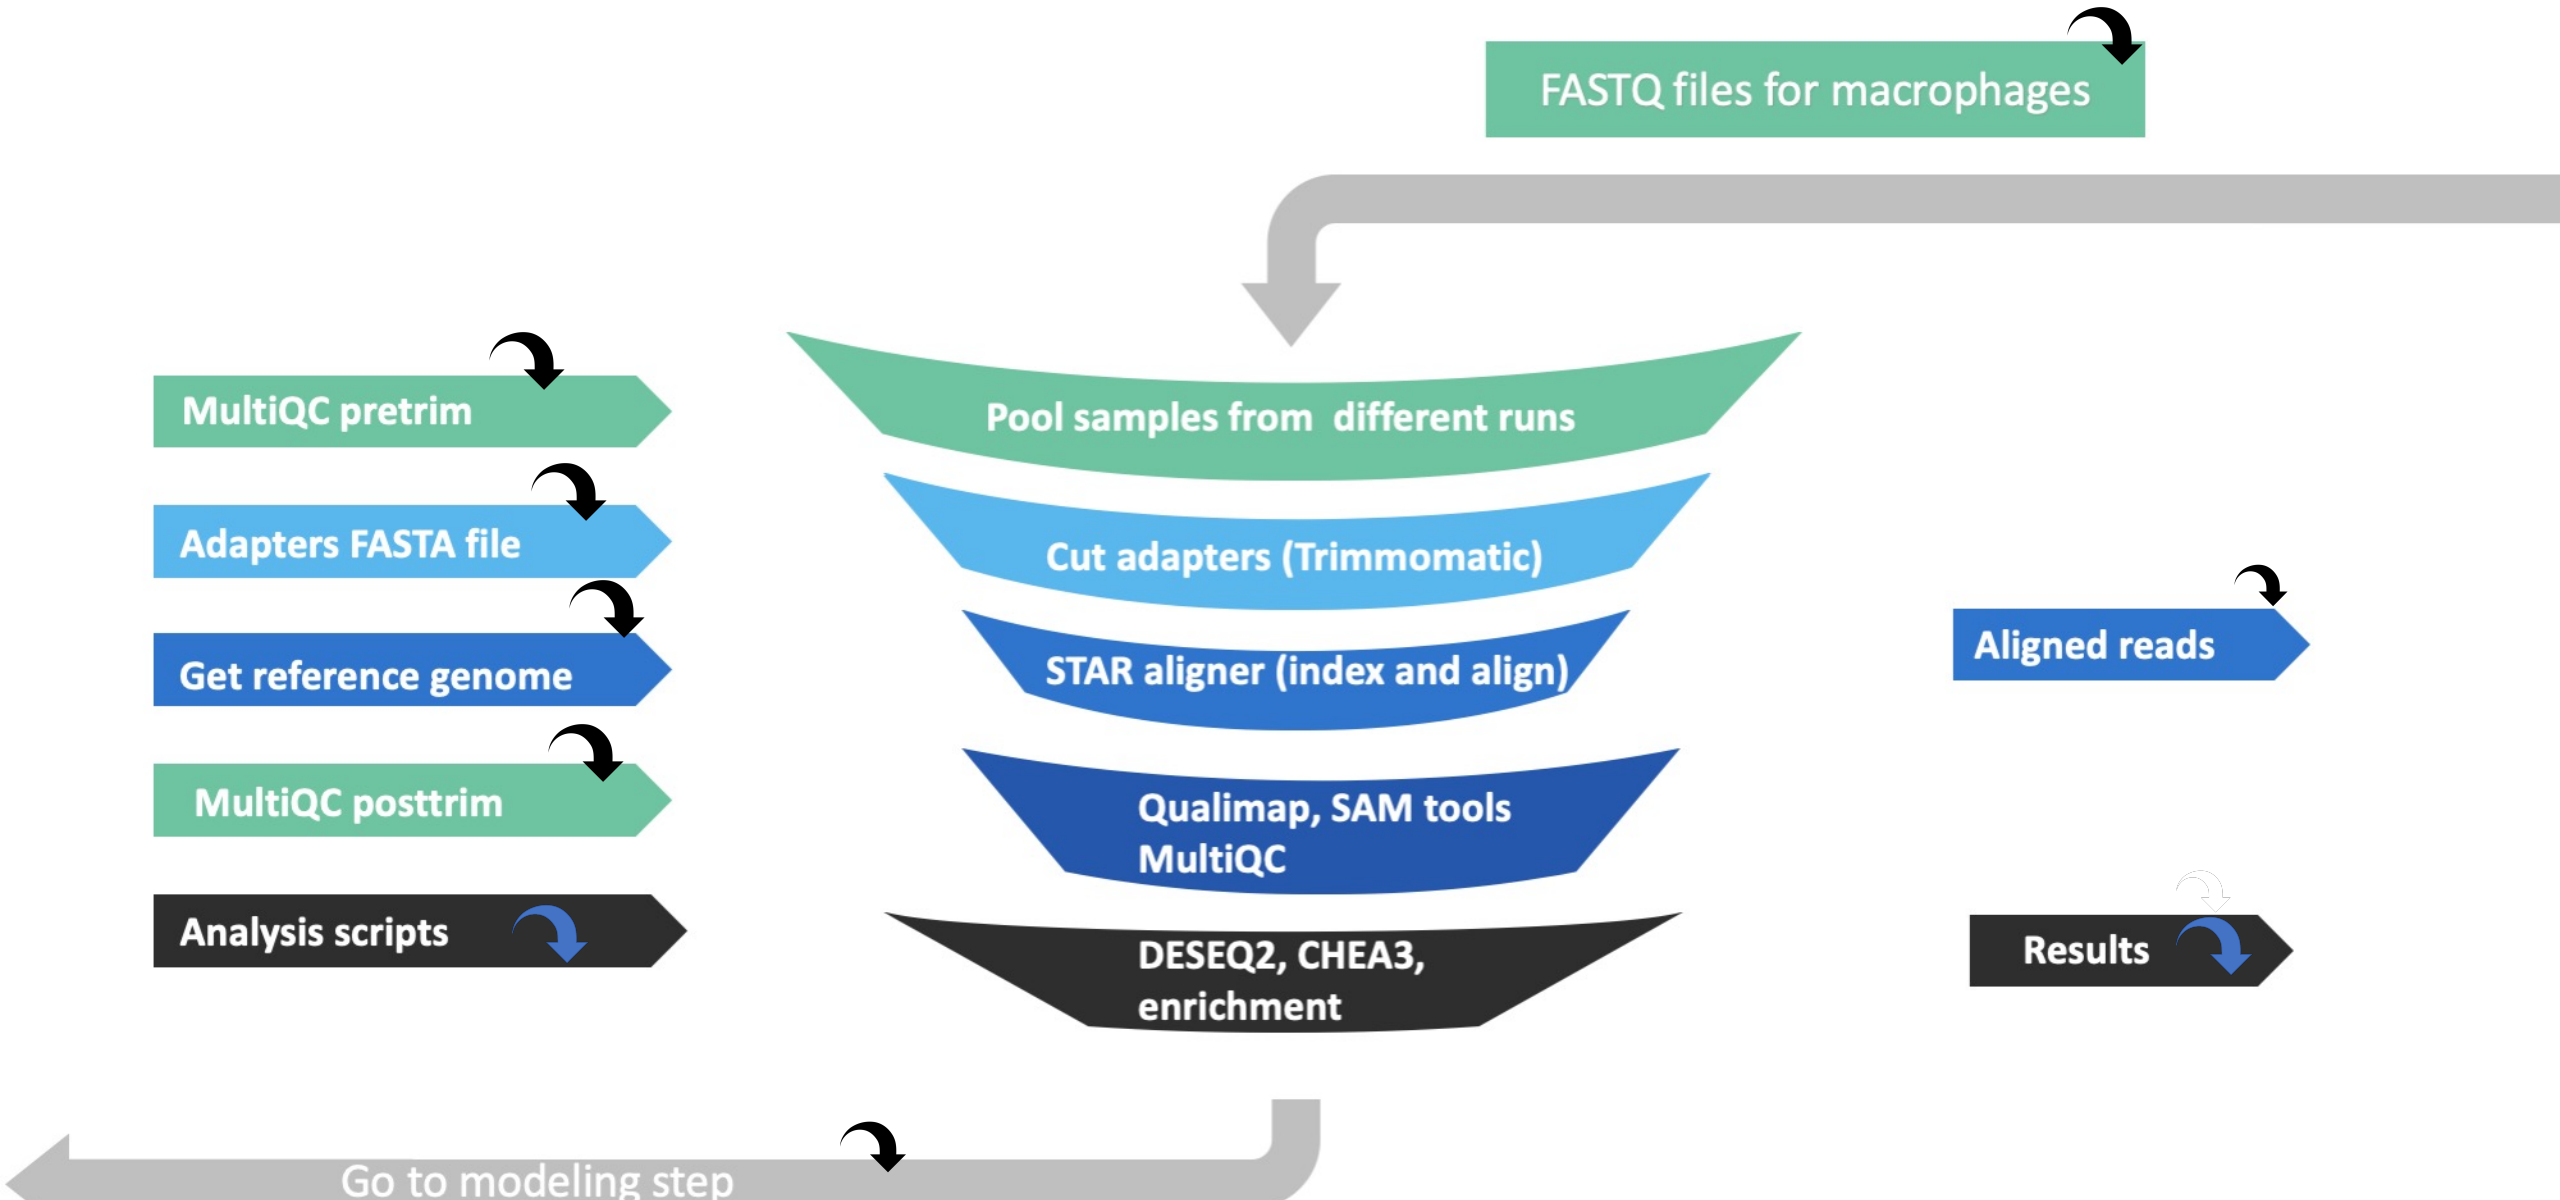 FASTQ files for macrophages
MultiQC pretrim
Pool samples from different runs
Adapters FASTA file
Cut adapters (Trimmomatic)
Get reference genome
STAR aligner (index and align)
Aligned reads
MultiQC posttrim
Qualimap, SAM tools
MultiQC
Analysis scripts
DESEQ2, CHEA3,
enrichment
Results
Go to modeling step